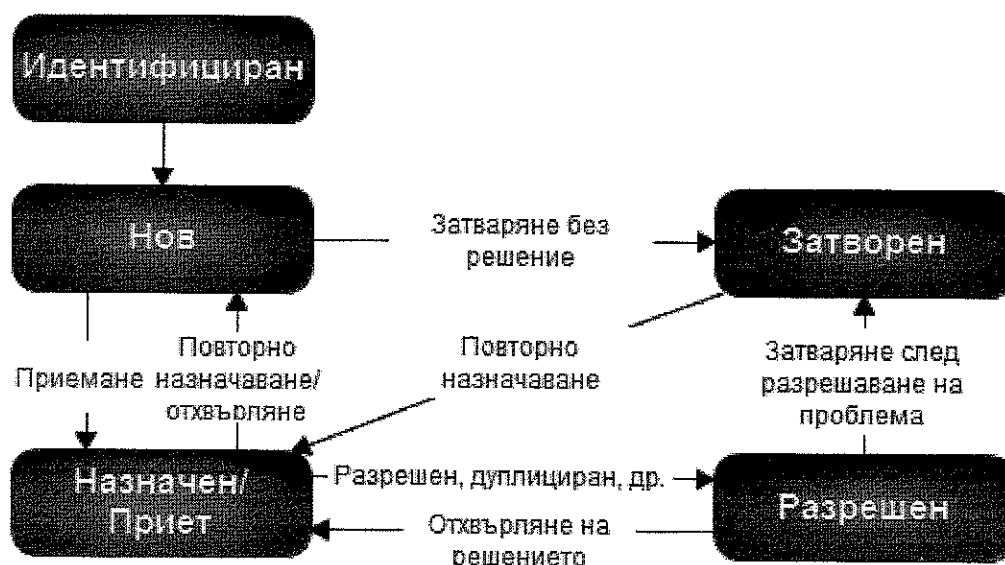 Идентифициран
Нов
Затваряне без
решение
Затворен
Приемане
Повторно
назначаване/
отхвърляне
Повторно
назначаване
Затваряне след
разрешаване на
проблема
Назначен/
Приет
Разрешен, дуплициран, др.
Отхвърляне на
решението
Разрешен